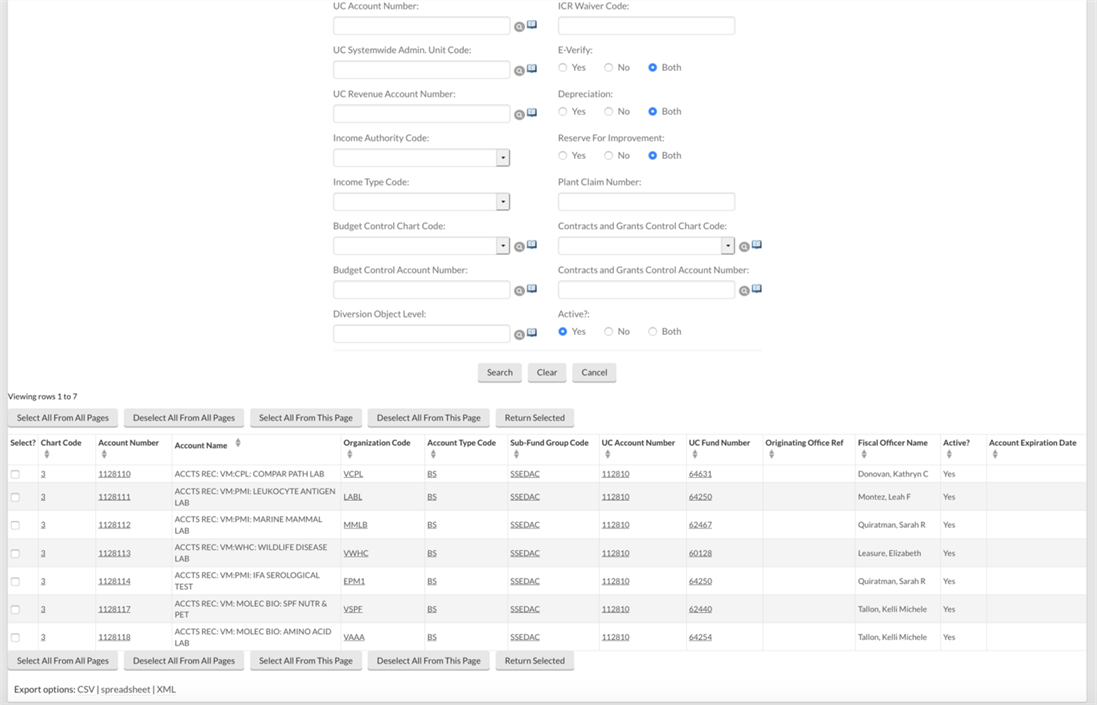 UC Account Number: ICR Waiver Code:
UC Systemwide Admin. Unit Code: E-Verify:
Yes No Both
UC Revenue Account Number: Depreciation:
Yes No Both
Income Authority Code: Reserve For Improvement:
Yes No Both
Income Type Code: Plant Claim Number:
Budget Control Chart Code: Contracts and Grants Control Chart Code:
Budget Control Account Number: Contracts and Grants Control Account Number:
Diversion Object Level: Active?:
Yes No Both
Search Clear Cancel
Viewing rows 1 to 7
Select All From All Pages Deselect All From All Pages Select All From This Page Deselect All From This Page Return Selected
Select? Chart Code Account Number Account Name Organization Code Account Type Code Sub-Fund Group Code UC Account Number UC Fund Number Originating Office Ref Fiscal Officer Name Active? Account Expiration Date
3 1128110 ACCTS REC: VM:CPL: COMPAR PATH LAB VCPL BS SSEDAC 112810 64631 Donovan, Kathryn C Yes
3 1128111 ACCTS REC: VM:PMI: LEUKOCYTE ANTIGEN LABL BS SSEDAC 112810 64250 Montez, Leah F Yes
LAB
3 1128112 ACCTS REC: VM:PMI: MARINE MAMMAL MMLB BS SSEDAC 112810 62467 Quiratman, Sarah R Yes
LAB
3 1128113 ACCTS REC: VM:WHC: WILDLIFE DISEASE VWHC BS SSEDAC 112810 60128 Leasure, Elizabeth Yes
LAB
3 1128114 ACCTS REC: VM:PMI: IFA SEROLOGICAL EPM1 BS SSEDAC 112810 64250 Quiratman, Sarah R Yes
TEST
3 1128117 ACCTS REC: VM: MOLEC BIO: SPF NUTR & VSPF BS SSEDAC 112810 62440 Tallon, Kelli Michele Yes
PET
3 1128118 ACCTS REC: VM: MOLEC BIO: AMINO ACID VAAA BS SSEDAC 112810 64254 Tallon, Kelli Michele Yes
LAB
Select All From All Pages Deselect All From All Pages Select All From This Page Deselect All From This Page Return Selected
Export options: CSV | spreadsheet | XML